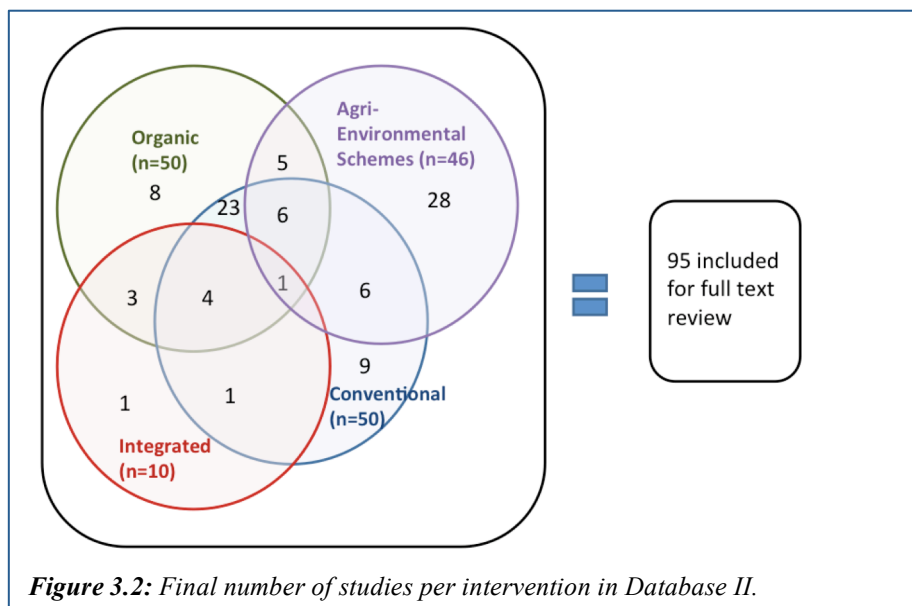 Organic
(n=50)
8
Agri-
Environmental
Schemes (n=46)
5
23
6
28
3
4
1
6
9
1
1
Conventional
(n=50)
Integrated
(n=10)
95 included
for full text
review
Figure 3.2: Final number of studies per intervention in Database II.